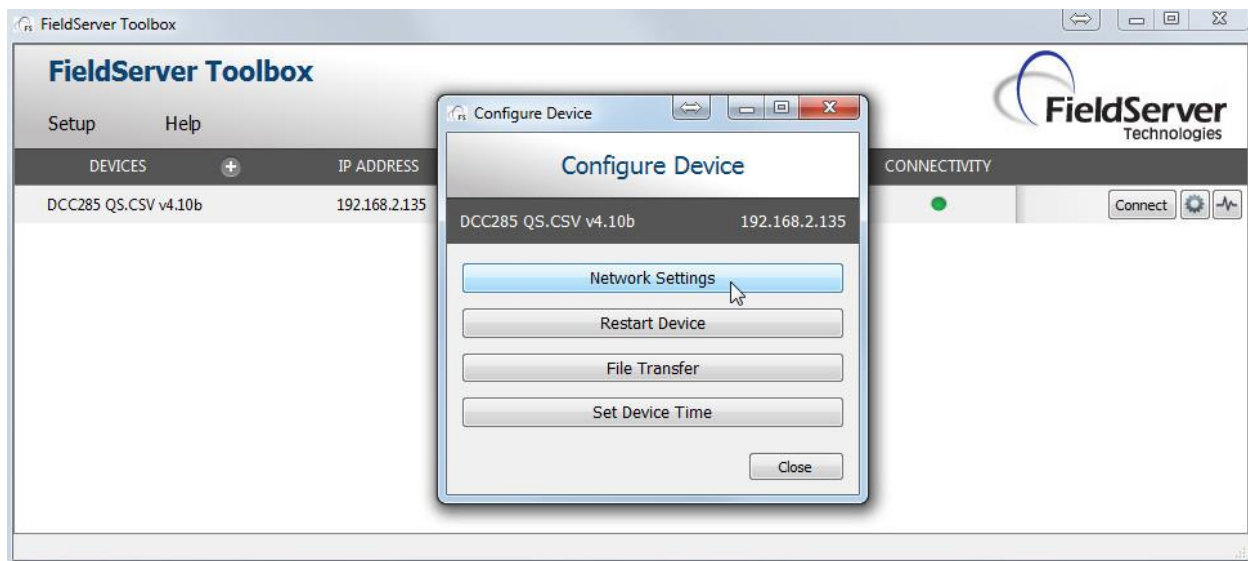 FieldServer Toolbox
FieldServer Toolbox
Setup Help
FieldServer
Technologies
DEVICES IP ADDRESS CONNECTIVITY
DCC285 QS.CSV v4.10b 192.168.2.135 Connect
Configure Device
Configure Device
DCC285 QS.CSV v4.10b 192.168.2.135
Network Settings
Restart Device
File Transfer
Set Device Time
Close